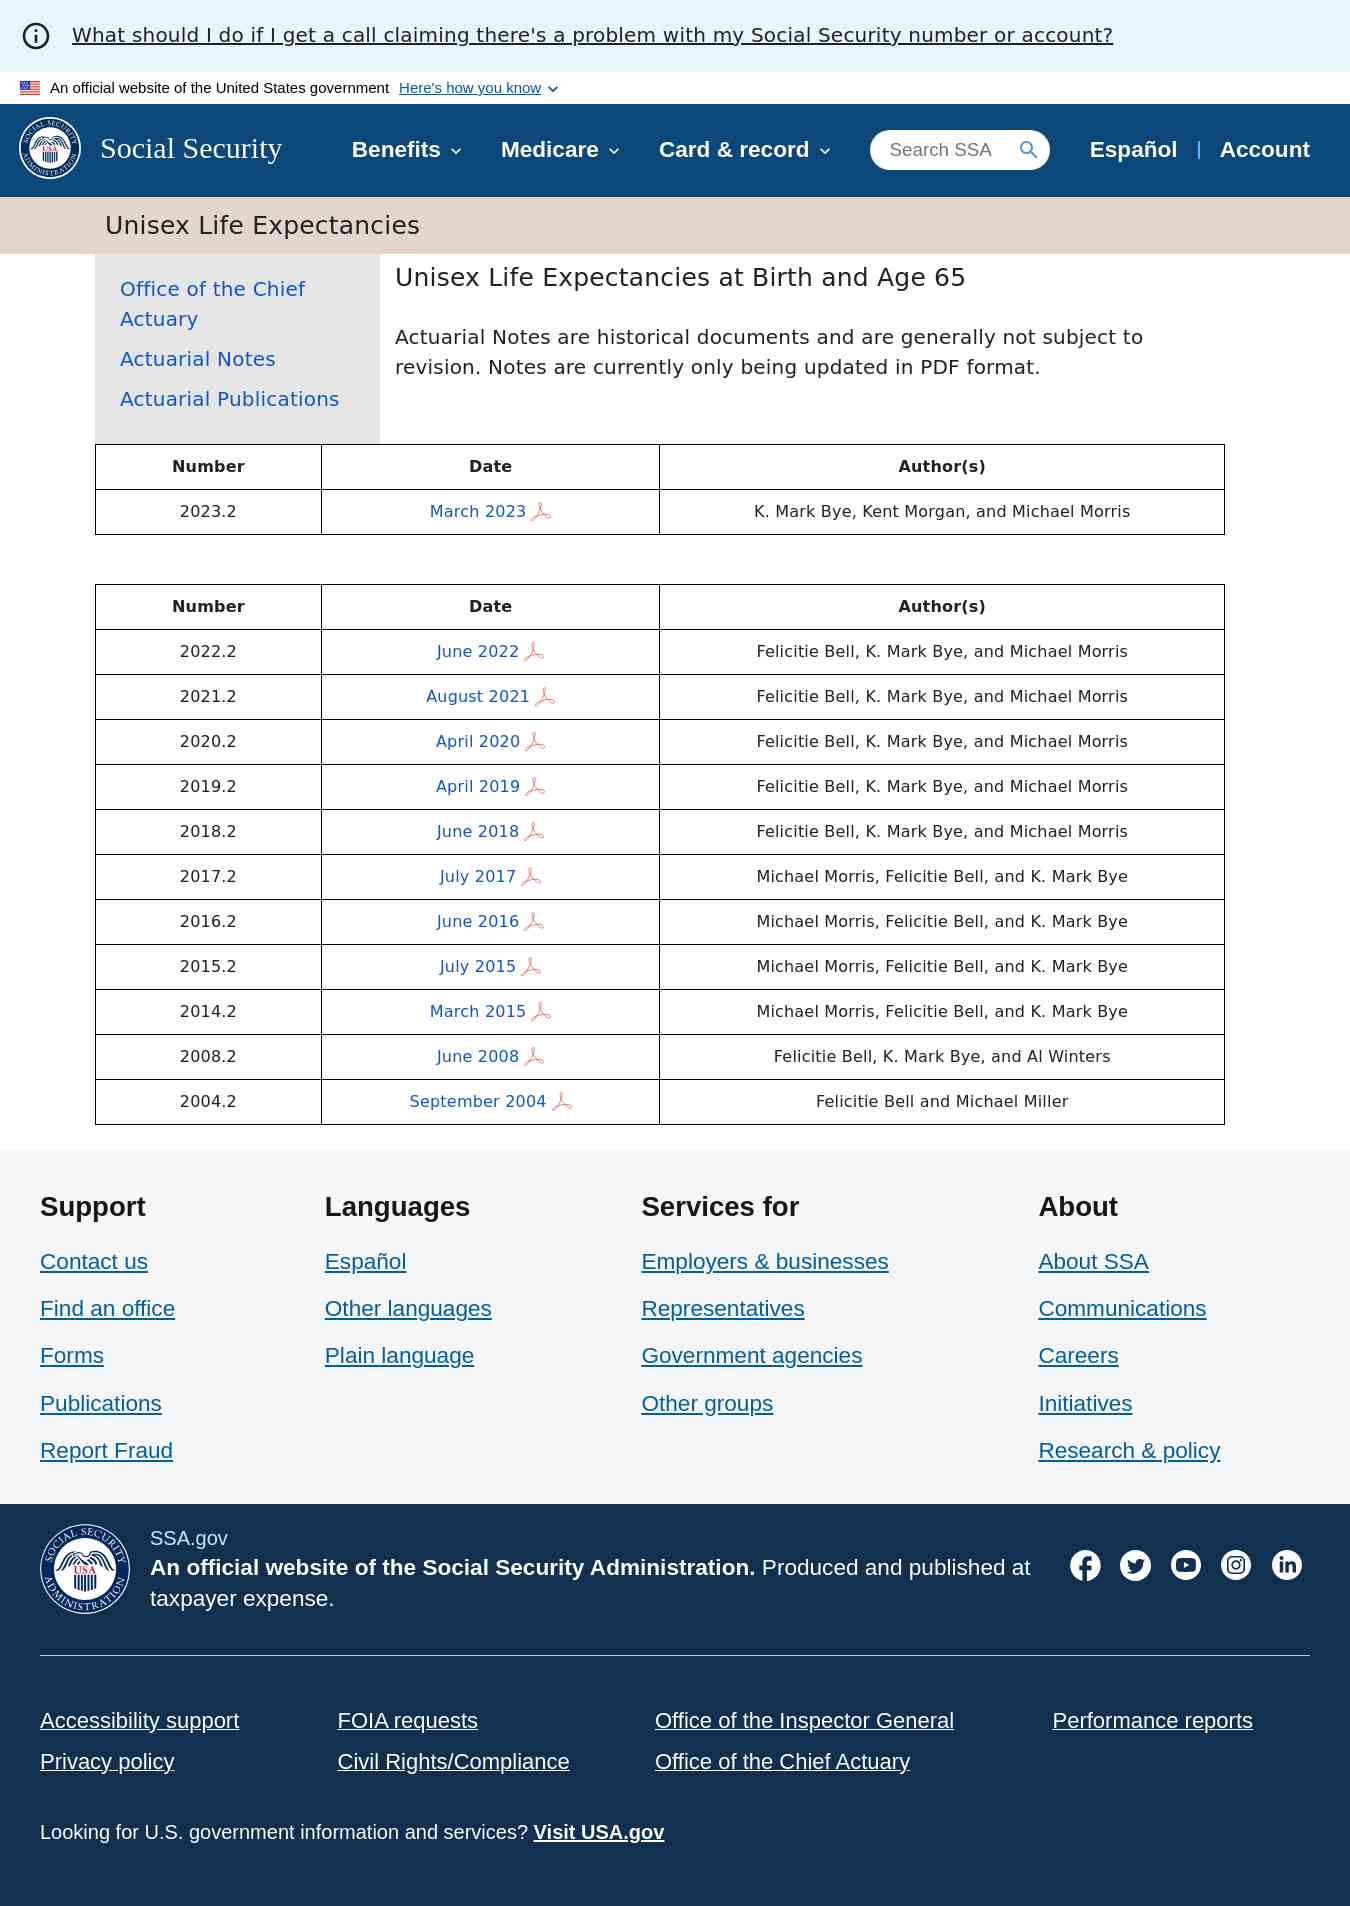 What should I do if I get a call claiming there's a problem with my Social Security number or account?
An official website of the United States government Here's how you know
Social Security Benefits Medicare Card & record Search SSA Español Account
Unisex Life Expectancies
Office of the Chief
Actuary
Actuarial Notes
Actuarial Publications
Unisex Life Expectancies at Birth and Age 65
Actuarial Notes are historical documents and are generally not subject to
revision. Notes are currently only being updated in PDF format.
Number Date Author(s)
2023.2 March 2023 K. Mark Bye, Kent Morgan, and Michael Morris
Number Date Author(s)
2022.2 June 2022 Felicitie Bell, K. Mark Bye, and Michael Morris
2021.2 August 2021 Felicitie Bell, K. Mark Bye, and Michael Morris
2020.2 April 2020 Felicitie Bell, K. Mark Bye, and Michael Morris
2019.2 April 2019 Felicitie Bell, K. Mark Bye, and Michael Morris
2018.2 June 2018 Felicitie Bell, K. Mark Bye, and Michael Morris
2017.2 July 2017 Michael Morris, Felicitie Bell, and K. Mark Bye
2016.2 June 2016 Michael Morris, Felicitie Bell, and K. Mark Bye
2015.2 July 2015 Michael Morris, Felicitie Bell, and K. Mark Bye
2014.2 March 2015 Michael Morris, Felicitie Bell, and K. Mark Bye
2008.2 June 2008 Felicitie Bell, K. Mark Bye, and Al Winters
2004.2 September 2004 Felicitie Bell and Michael Miller
Support
Contact us
Find an office
Forms
Publications
Report Fraud
Languages
Español
Other languages
Plain language
Services for
Employers & businesses
Representatives
Government agencies
Other groups
About
About SSA
Communications
Careers
Initiatives
Research & policy
SOCIAL SECURITY
USA
ADMINISTRATION
SSA.gov
An official website of the Social Security Administration. Produced and published at
taxpayer expense.
Accessibility support FOIA requests Office of the Inspector General Performance reports
Privacy policy Civil Rights/Compliance Office of the Chief Actuary
Looking for U.S. government information and services? Visit USA.gov